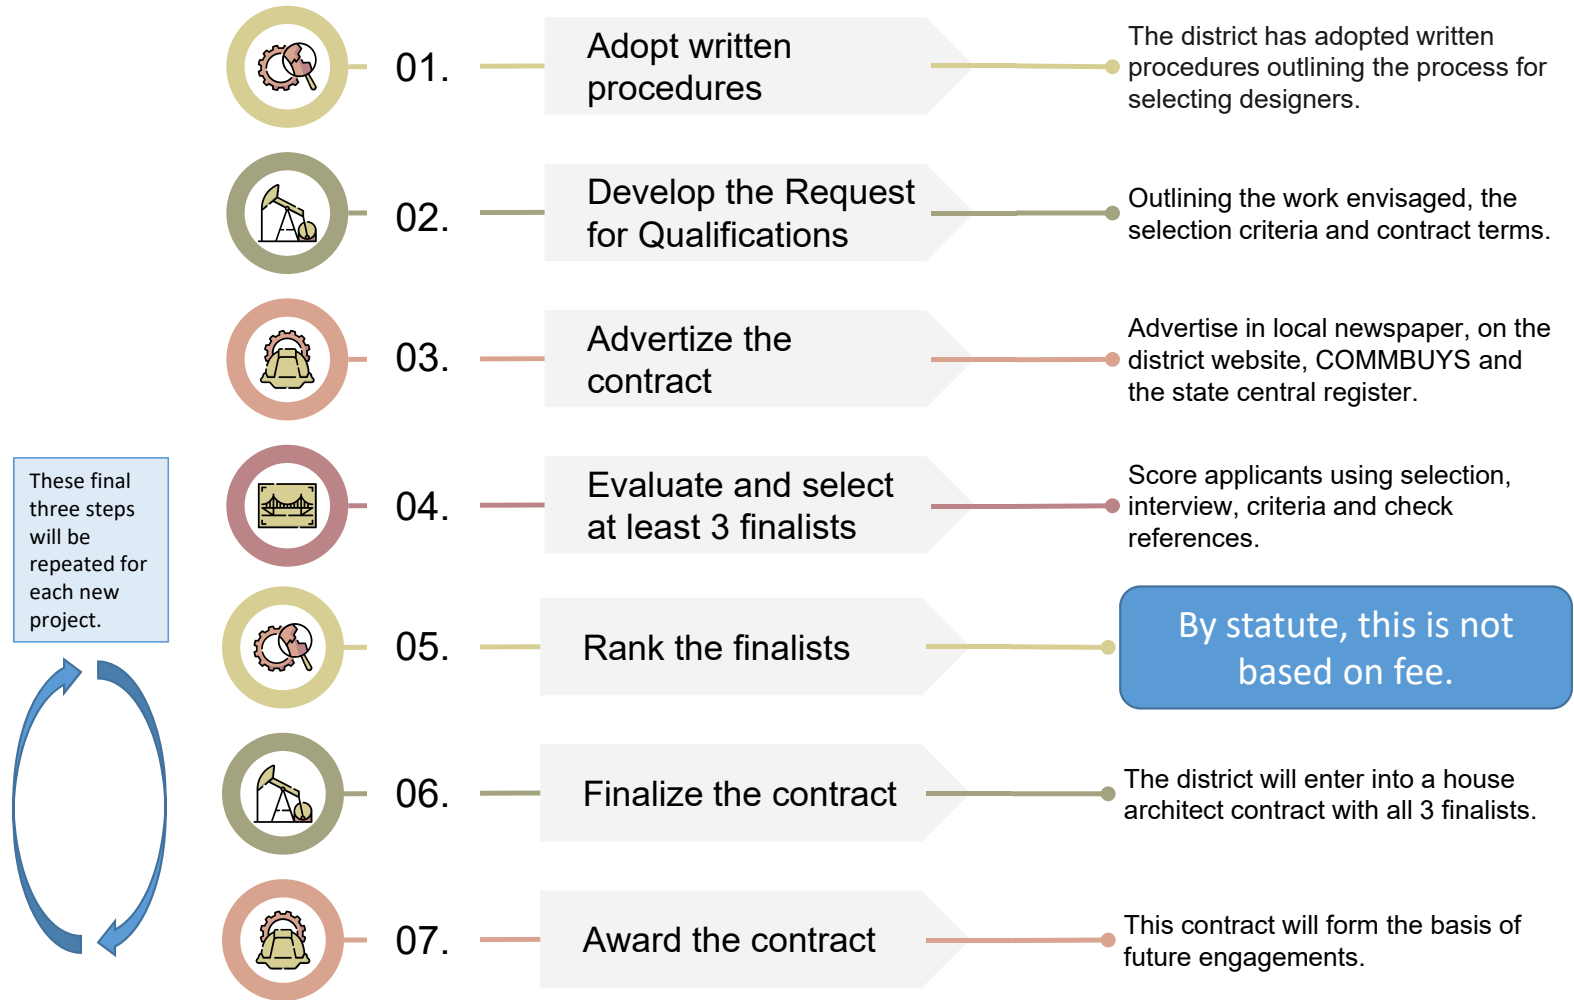 01.
Adopt written
procedures
The district has adopted written
procedures outlining the process for
selecting designers.
02.
Develop the Request
for Qualifications
Outlining the work envisaged, the
selection criteria and contract terms.
03.
Advertize the
contract
Advertise in local newspaper, on the
district website, COMMBUYS and
the state central register.
These final
three steps
will be
repeated for
each new
project.
04.
Evaluate and select
at least 3 finalists
Score applicants using selection,
interview, criteria and check
references.
05.
Rank the finalists
By statute, this is not
based on fee.
06.
Finalize the contract
The district will enter into a house
architect contract with all 3 finalists.
07.
Award the contract
This contract will form the basis of
future engagements.